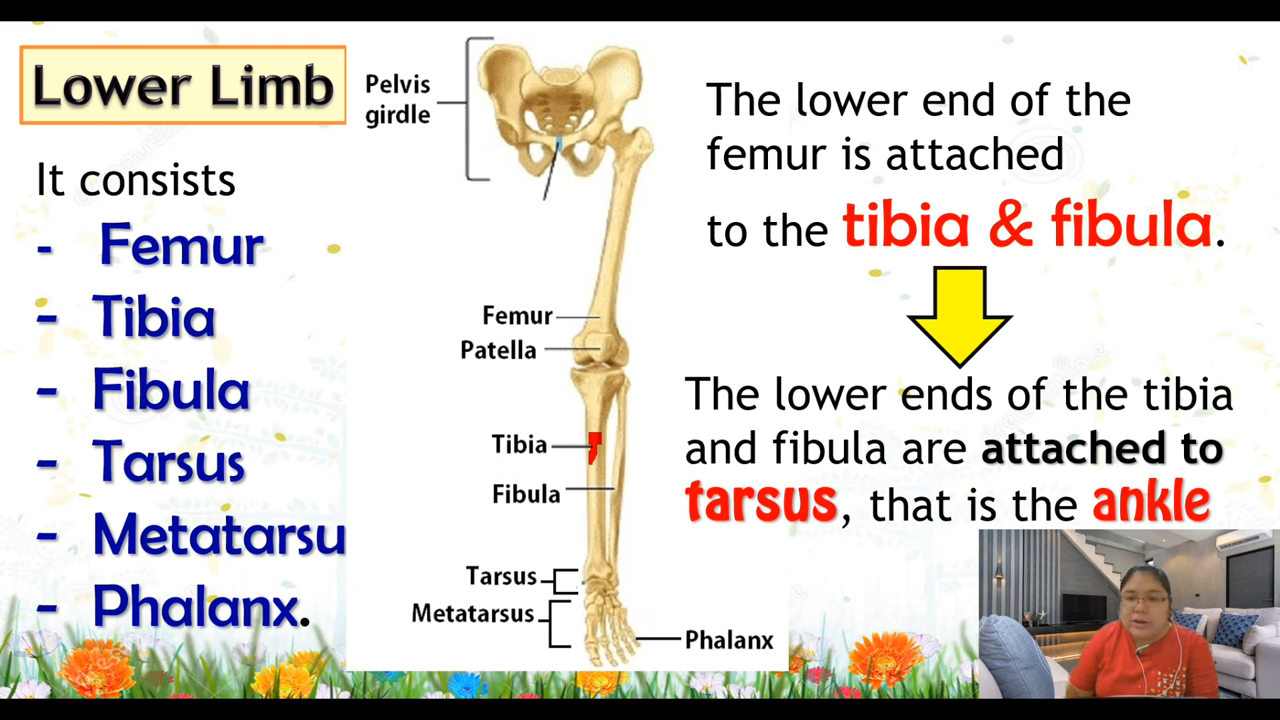 Lower Limb
It consists
- Femur
- Tibia
- Fibula
- Tarsus
- Metatarsu
- Phalanx.
Pelvis
girdle
Femur
Patella
Tibia
Fibula
Tarsus
Metatarsus
Phalanx
The lower end of the
femur is attached
to the tibia & fibula.
The lower ends of the tibia
and fibula are attached to
tarsus, that is the ankle